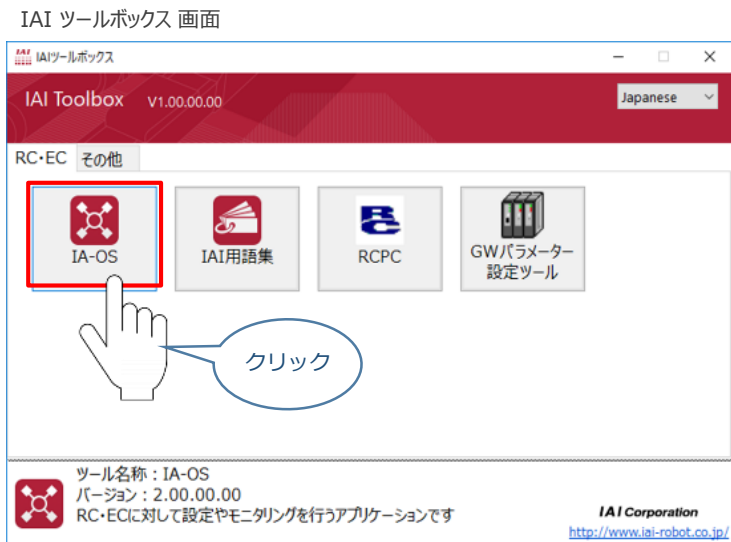 IAI ツールボックス 画面
IAI IAIツールボックス
IAI Toolbox V1.00.00.00
Japanese
RC・EC その他
IA-OS
IAI用語集
RC
RCPC
GWパラメーター
設定ツール
クリック
ツール名称：IA-OS
バージョン：2.00.00.00
RC・ECに対して設定やモニタリングを行うアプリケーションです
IAI Corporation
http://www.iai-robot.co.jp/